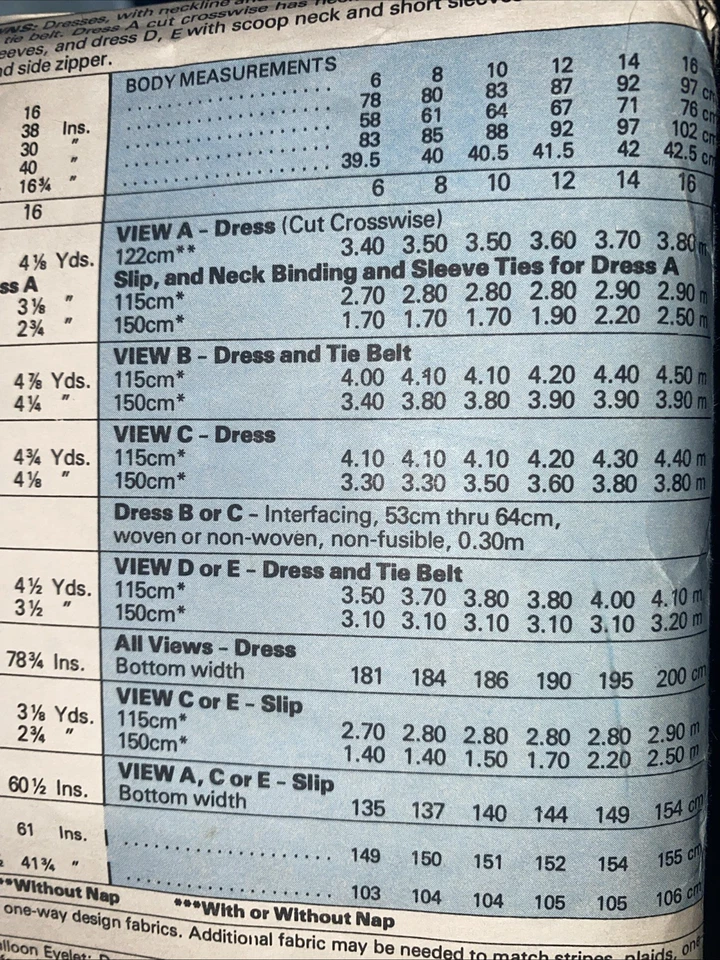 WNS: Dresses, with neckline
tie belt. Dress A cut crosswise has
eeves, and dress D, E with scoop neck and short sleeves
nd side zipper.
BODY MEASUREMENTS 6 8 10 12 14 16
78 80 83 87 92 97 cm
58 61 64 67 71 76 cm
83 85 88 92 97 102 cm
39.5 40 40.5 41.5 42 42.5 cm
6 8 10 12 14 16
16
38 Ins.
30 "
40 "
16¾ "
16
VIEW A - Dress (Cut Crosswise)
4⅛ Yds. 122cm** 3.40 3.50 3.50 3.60 3.70 3.80 m
ss A Slip, and Neck Binding and Sleeve Ties for Dress A
3⅛ " 115cm* 2.70 2.80 2.80 2.80 2.90 2.90 m
2¾ " 150cm* 1.70 1.70 1.70 1.90 2.20 2.50 m
VIEW B - Dress and Tie Belt
4⅞ Yds. 115cm* 4.00 4.10 4.10 4.20 4.40 4.50 m
4¼ " 150cm* 3.40 3.80 3.80 3.90 3.90 3.90 m
VIEW C - Dress
4¾ Yds. 115cm* 4.10 4.10 4.10 4.20 4.30 4.40 m
4⅛ " 150cm* 3.30 3.30 3.50 3.60 3.80 3.80 m
Dress B or C - Interfacing, 53cm thru 64cm,
woven or non-woven, non-fusible, 0.30m
VIEW D or E - Dress and Tie Belt
4½ Yds. 115cm* 3.50 3.70 3.80 3.80 4.00 4.10 m
3½ " 150cm* 3.10 3.10 3.10 3.10 3.10 3.20 m
All Views - Dress
78¾ Ins. Bottom width 181 184 186 190 195 200 cm
VIEW C or E - Slip
3⅛ Yds. 115cm* 2.70 2.80 2.80 2.80 2.80 2.90 m
2¾ " 150cm* 1.40 1.40 1.50 1.70 2.20 2.50 m
VIEW A, C or E - Slip
60½ Ins. Bottom width 135 137 140 144 149 154 cm
61 Ins. 149 150 151 152 154 155 cm
41¾ " 103 104 104 105 105 106 cm
**Without Nap ***With or Without Nap
one-way design fabrics. Additional fabric may be needed to match stripes, plaids, one
lloon Eyelet: